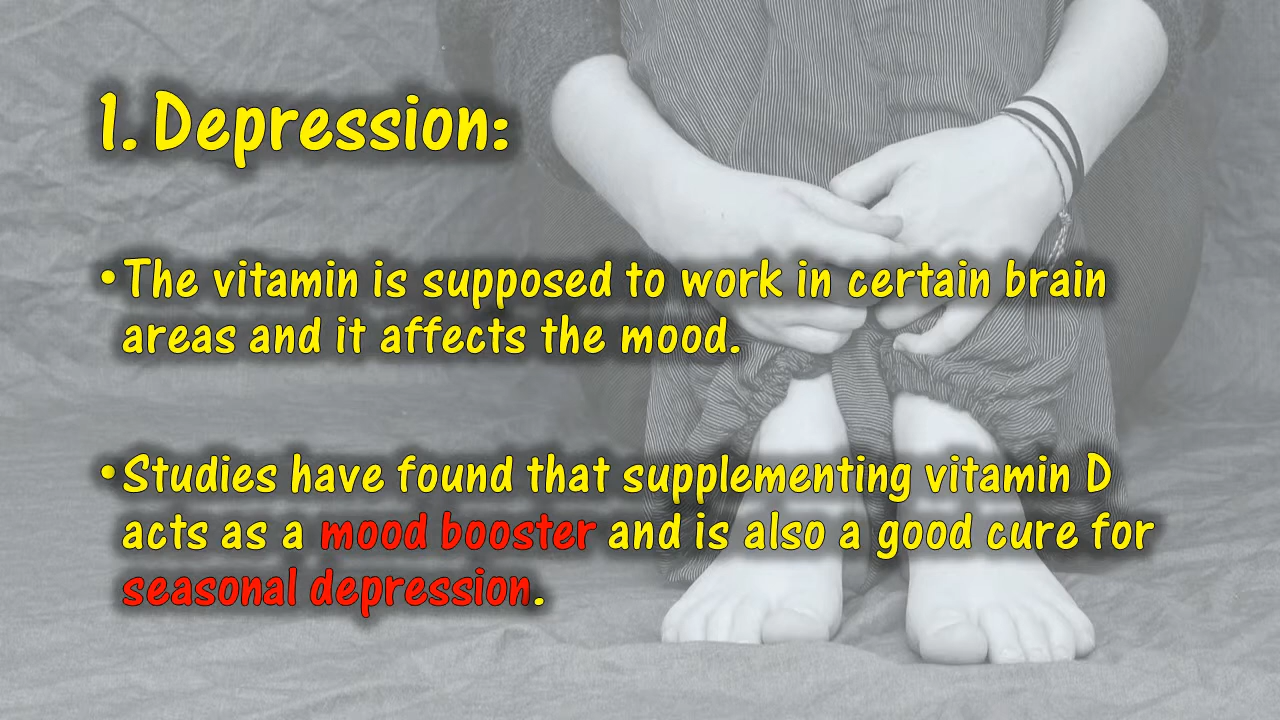 1. Depression:
•The vitamin is supposed to work in certain brain
areas and it affects the mood.
•Studies have found that supplementing vitamin D
acts as a mood booster and is also a good cure for
seasonal depression.